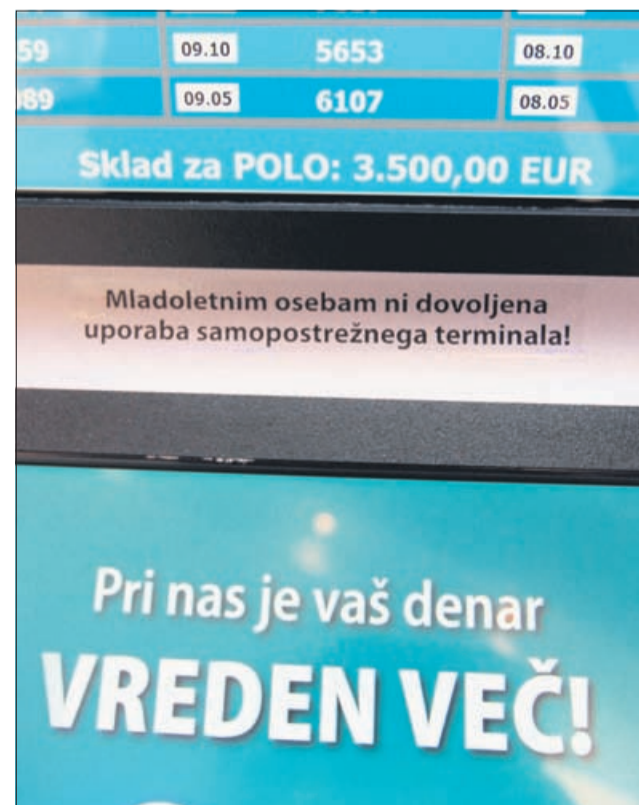 59 09.10 5653 08.10
089 09.05 6107 08.05
Sklad za POLO: 3.500,00 EUR
Mladoletnim osebam ni dovoljena
uporaba samopostrežnega terminala!
Pri nas je vaš denar
VREDEN VEČ!